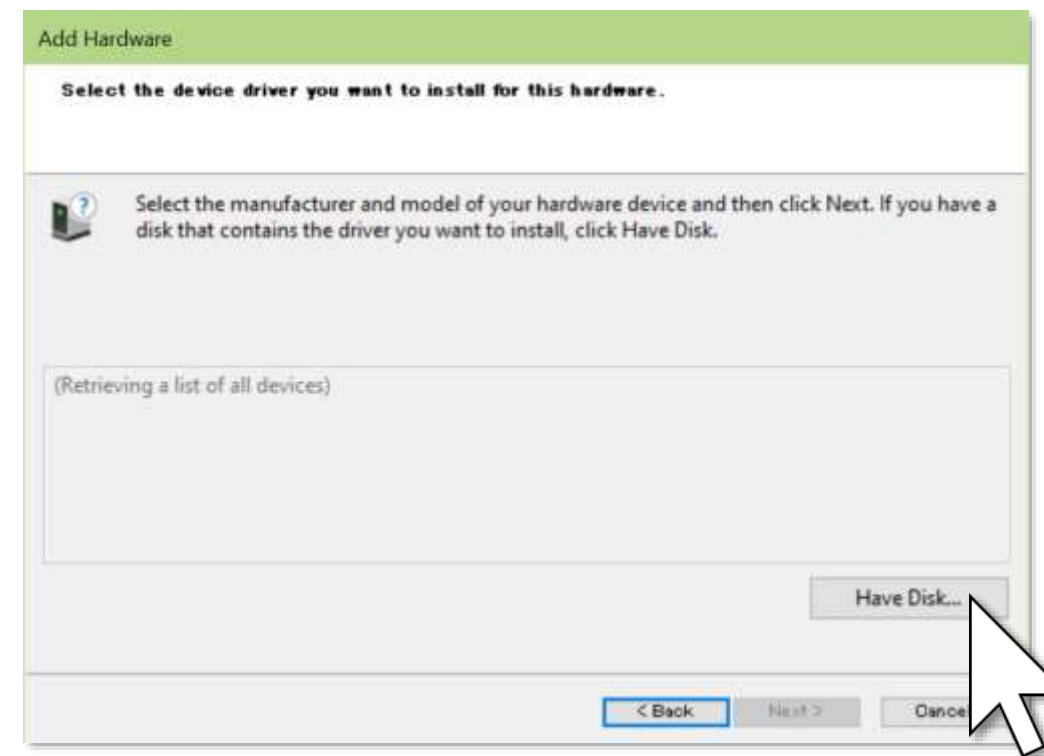 Add Hardware
Select the device driver you want to install for this hardware.
Select the manufacturer and model of your hardware device and then click Next. If you have a
disk that contains the driver you want to install, click Have Disk.
(Retrieving a list of all devices)
Have Disk...
< Back
Next >
Cancel